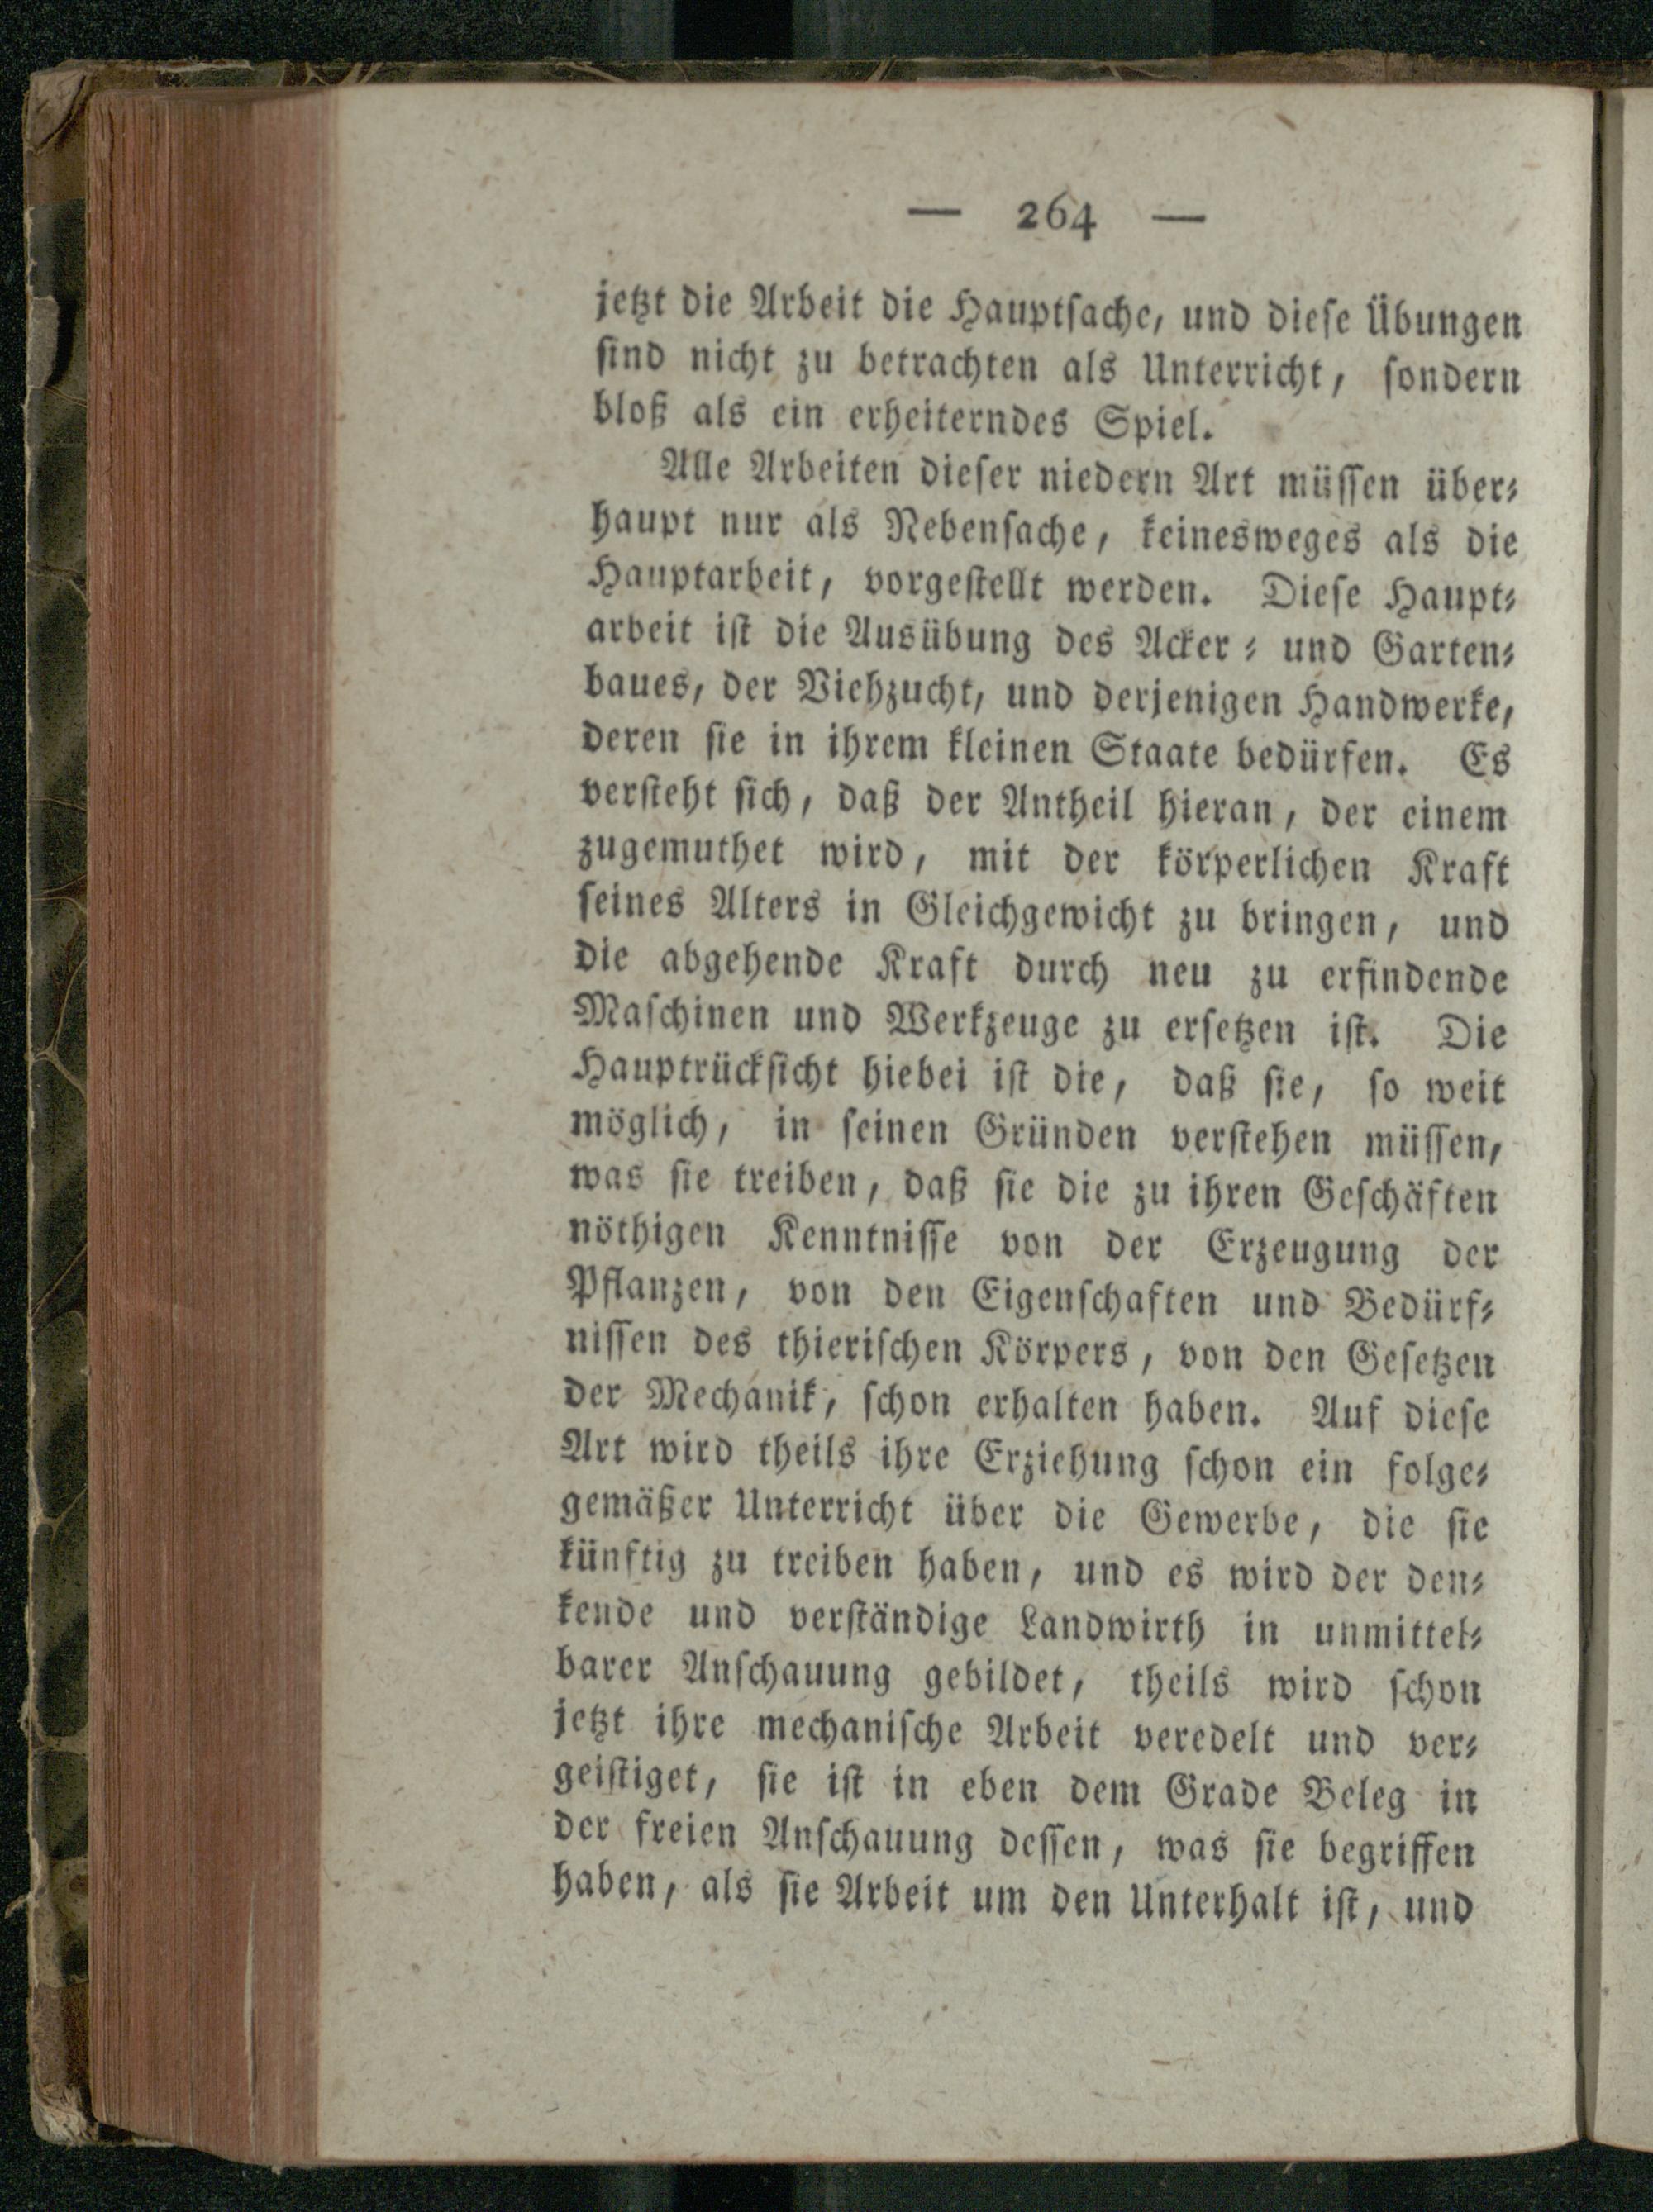 — 264 —
jetzt die Arbeit die Hauptſache, und dieſe Übungen
ſind nicht zu betrachten als Unterricht, ſondern
bloß als ein erheiterndes Spiel.
Alle Arbeiten dieſer niedern Art müſſen über⸗
haupt nur als Nebenſache, keinesweges als die
Hauptarbeit, vorgeſtellt werden. Dieſe Haupt⸗
arbeit iſt die Ausübung des Acker⸗ und Garten⸗
baues, der Viehzucht, und derjenigen Handwerke,
deren ſie in ihrem kleinen Staate bedürfen. Es
verſteht ſich, daß der Antheil hieran, der einem
zugemuthet wird, mit der körperlichen Kraft
ſeines Alters in Gleichgewicht zu bringen, und
die abgehende Kraft durch neu zu erfindende
Maſchinen und Werkzeuge zu erſetzen iſt. Die
Hauptrückſicht hiebei iſt die, daß ſie, ſo weit
möglich, in ſeinen Gründen verſtehen müſſen,
was ſie treiben, daß ſie die zu ihren Geſchäften
nöthigen Kenntniſſe von der Erzeugung der
Pflanzen, von den Eigenſchaften und Bedürf⸗
niſſen des thieriſchen Körpers, von den Geſetzen
der Mechanik, ſchon erhalten haben. Auf dieſe
Art wird theils ihre Erziehung ſchon ein folge⸗
gemäßer Unterricht über die Gewerbe, die ſie
künftig zu treiben haben, und es wird der den⸗
kende und verſtändige Landwirth in unmittel⸗
barer Anſchauung gebildet, theils wird ſchon
jetzt ihre mechaniſche Arbeit veredelt und ver⸗
geiſtiget, ſie iſt in eben dem Grade Beleg in
der freien Anſchauung deſſen, was ſie begriffen
haben, als ſie Arbeit um den Unterhalt iſt, und